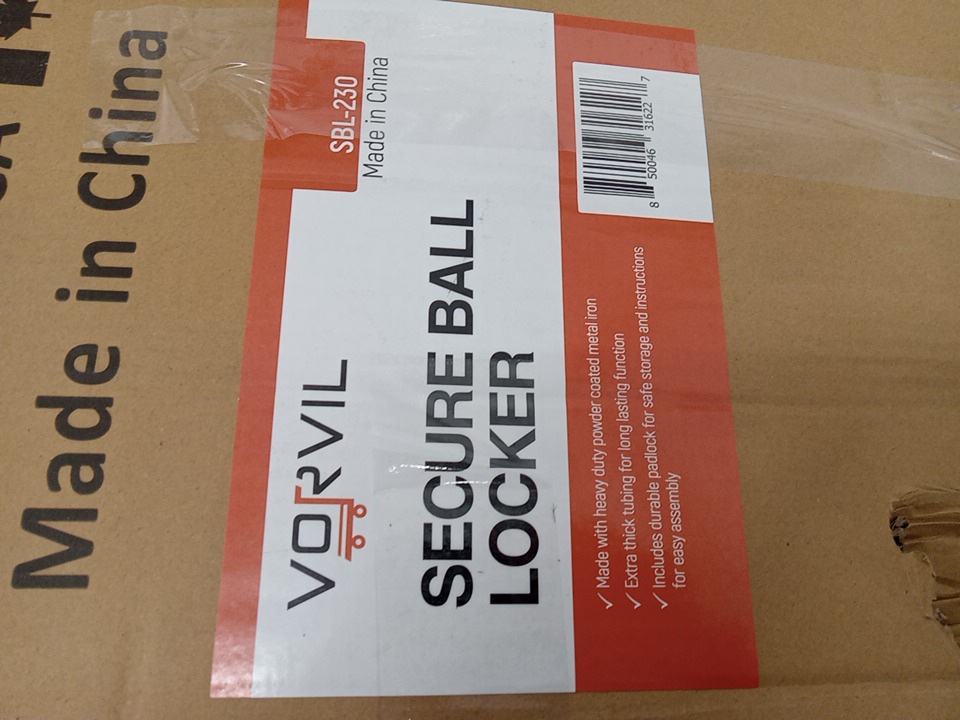 Made in China
SBL-230
Made in China
VORVIL
SECURE BALL
LOCKER
8 50046 31622 7
✓ Made with heavy duty powder coated metal iron
✓ Extra thick tubing for long lasting function
✓ Includes durable padlock for safe storage and instructions
for easy assembly